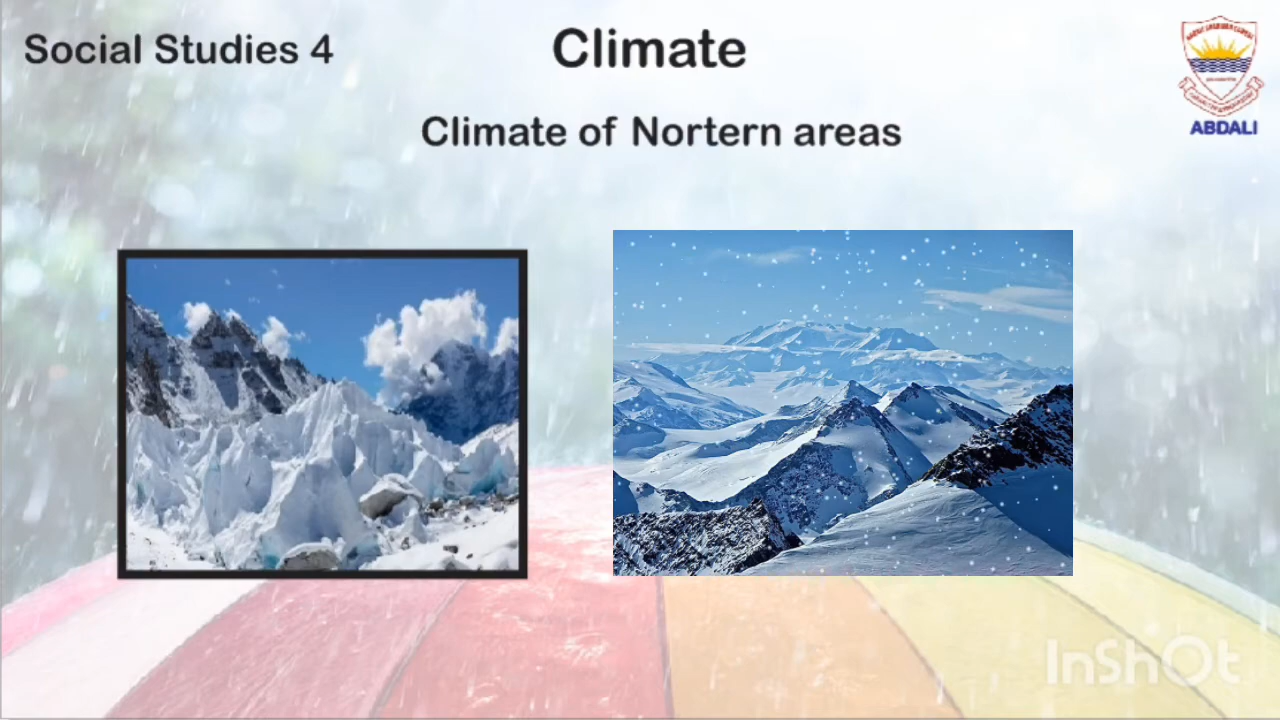 Social Studies 4
Climate
ABDALI
Climate of Nortern areas
InShOt